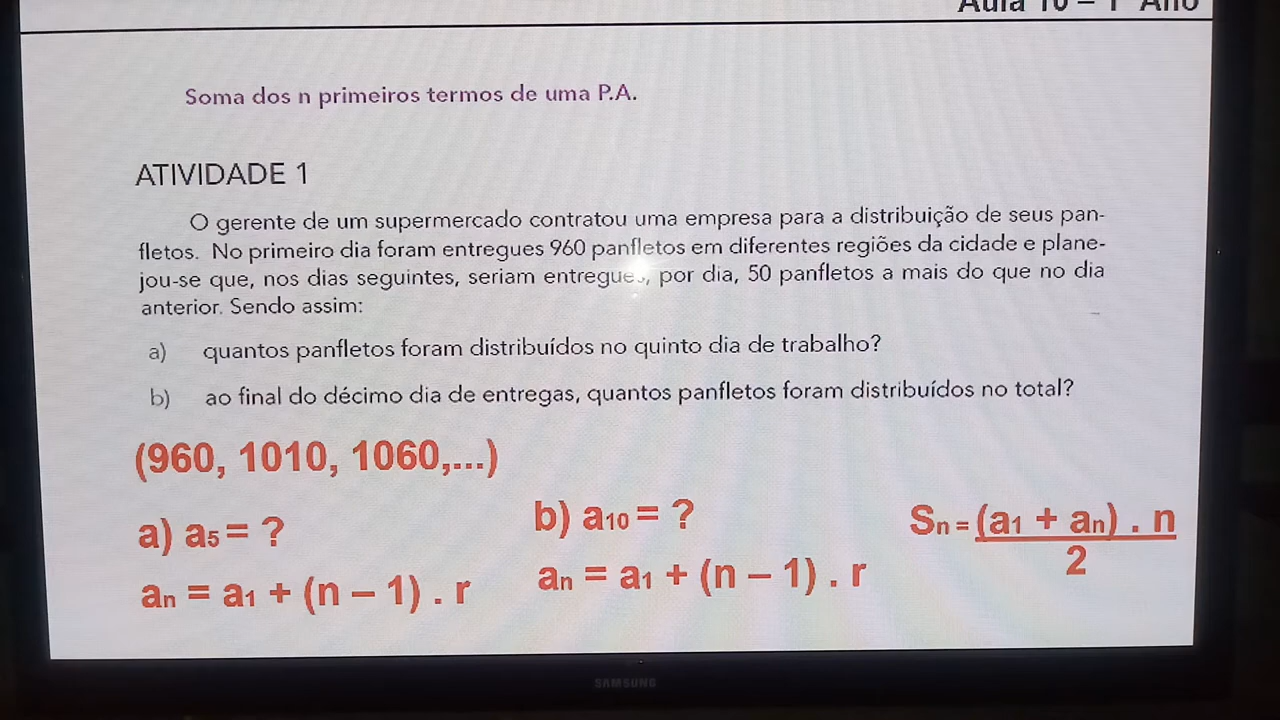 Aula 10 – 1º Ano
Soma dos n primeiros termos de uma P.A.
ATIVIDADE 1
O gerente de um supermercado contratou uma empresa para a distribuição de seus pan-
fletos. No primeiro dia foram entregues 960 panfletos em diferentes regiões da cidade e plane-
jou-se que, nos dias seguintes, seriam entregues, por dia, 50 panfletos a mais do que no dia
anterior. Sendo assim:
a) quantos panfletos foram distribuídos no quinto dia de trabalho?
b) ao final do décimo dia de entregas, quantos panfletos foram distribuídos no total?
(960, 1010, 1060,...)
a) a5 = ?
an = a1 + (n – 1) . r
b) a10 = ?
an = a1 + (n – 1) . r
Sn = (a1 + an) . n
2
SAMSUNG